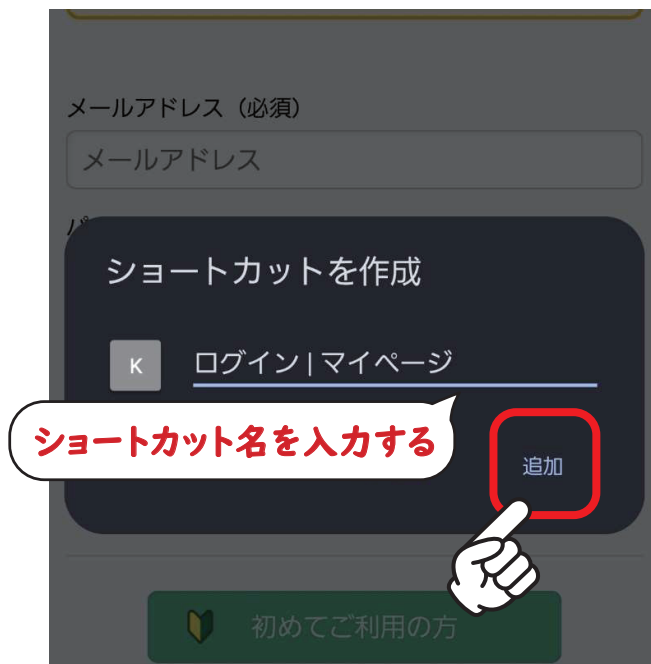 メールアドレス（必須）
メールアドレス
パ
ショートカットを作成
K
ログイン | マイページ
ショートカット名を入力する
追加
初めてご利用の方